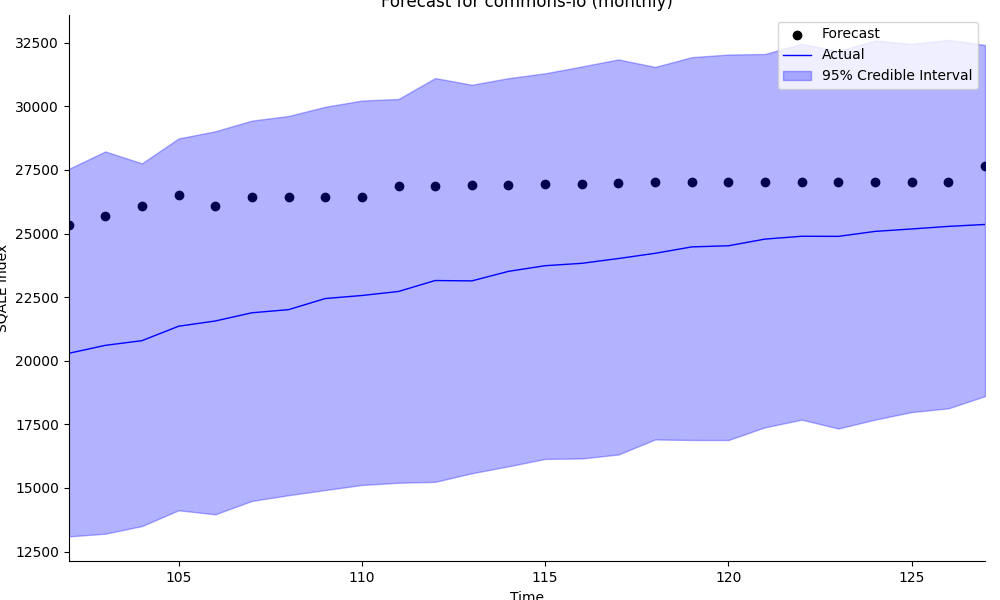 Forecast for commons-io (monthly)
Forecast
Actual
95% Credible Interval
32500
30000
27500
25000
22500
20000
17500
15000
12500
SQALE Index
105
110
115
120
125
Time